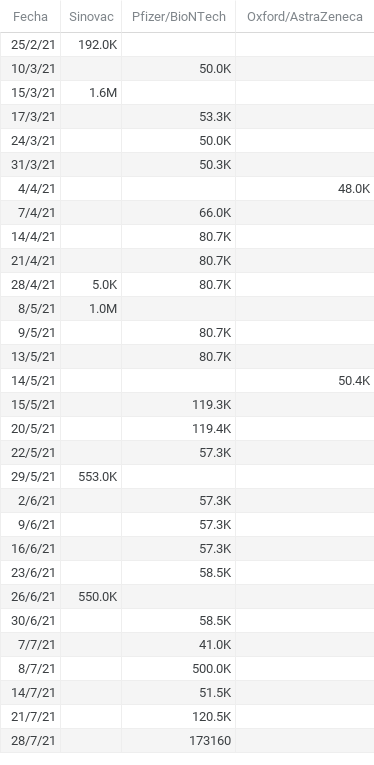 Fecha Sinovac Pfizer/BioNTech Oxford/AstraZeneca
25/2/21 192.0K
10/3/21 50.0K
15/3/21 1.6M
17/3/21 53.3K
24/3/21 50.0K
31/3/21 50.3K
4/4/21 48.0K
7/4/21 66.0K
14/4/21 80.7K
21/4/21 80.7K
28/4/21 5.0K 80.7K
8/5/21 1.0M
9/5/21 80.7K
13/5/21 80.7K
14/5/21 50.4K
15/5/21 119.3K
20/5/21 119.4K
22/5/21 57.3K
29/5/21 553.0K
2/6/21 57.3K
9/6/21 57.3K
16/6/21 57.3K
23/6/21 58.5K
26/6/21 550.0K
30/6/21 58.5K
7/7/21 41.0K
8/7/21 500.0K
14/7/21 51.5K
21/7/21 120.5K
28/7/21 173160